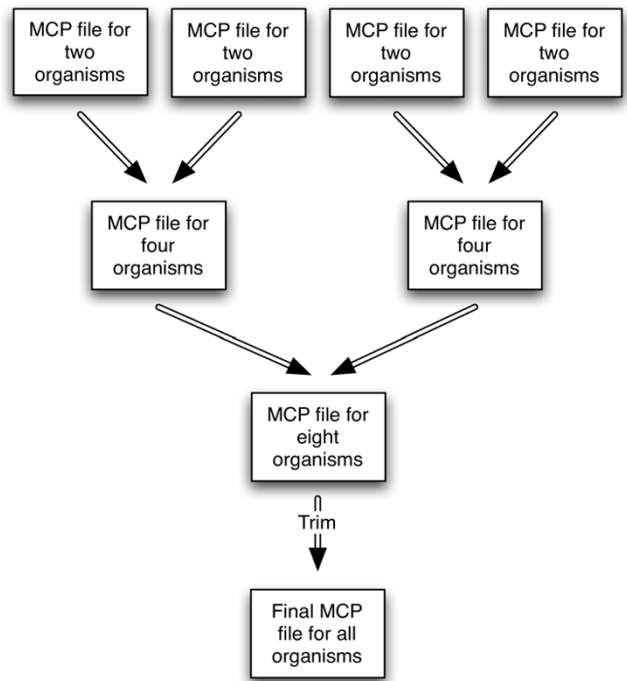 MCP file for
two
organisms
MCP file for
two
organisms
MCP file for
two
organisms
MCP file for
two
organisms
MCP file for
four
organisms
MCP file for
four
organisms
MCP file for
eight
organisms
Trim
Final MCP
file for all
organisms